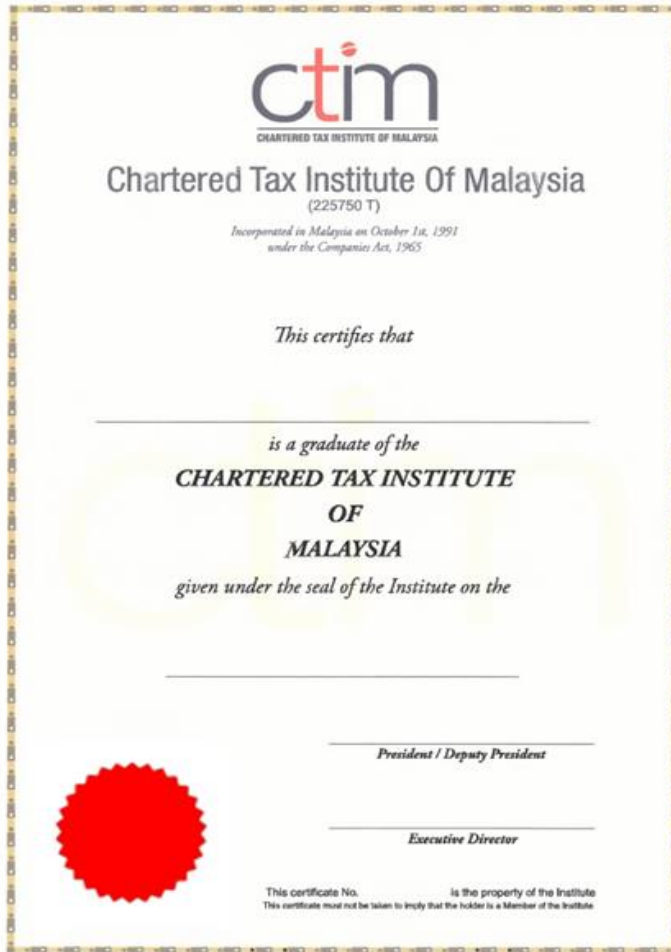 ctim
CHARTERED TAX INSTITUTE OF MALAYSIA
Chartered Tax Institute Of Malaysia
(225750 T)
Incorporated in Malaysia on October 1st, 1991
under the Companies Act, 1965
This certifies that
is a graduate of the
CHARTERED TAX INSTITUTE
OF
MALAYSIA
given under the seal of the Institute on the
President / Deputy President
Executive Director
This certificate No. is the property of the Institute
This certificate must not be taken to imply that the holder is a Member of the Institute